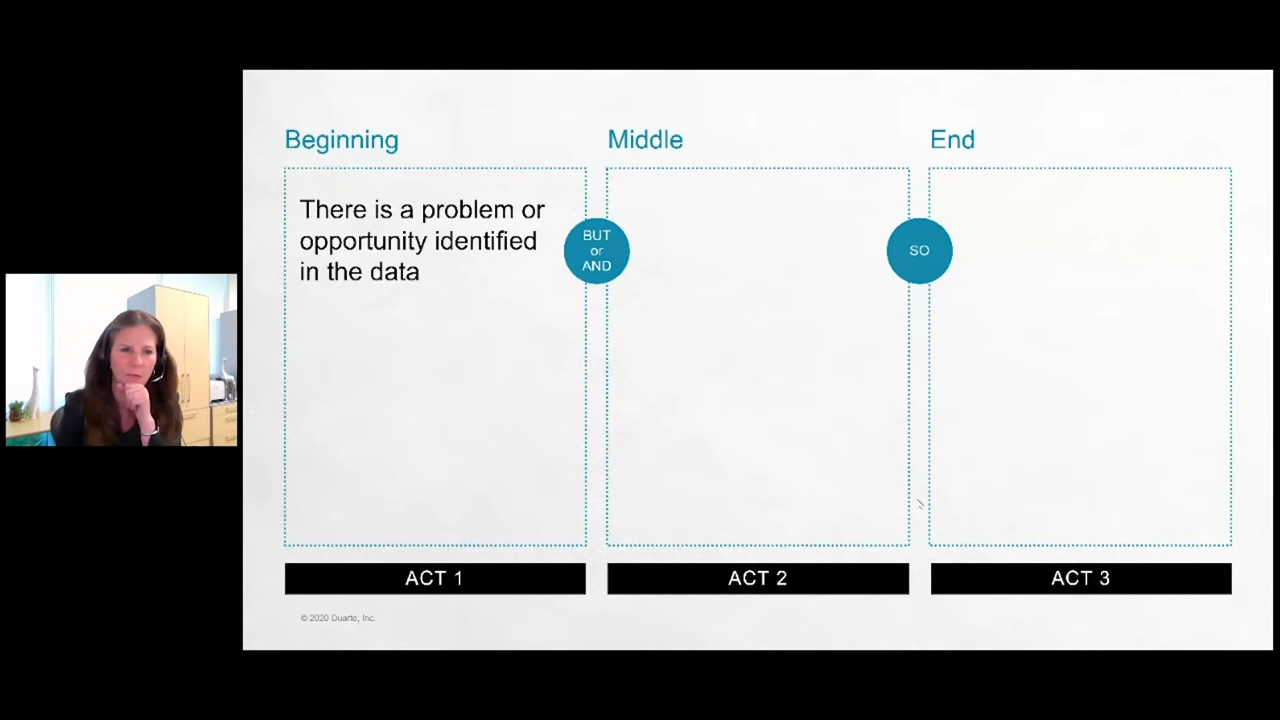 Beginning
Middle
End
There is a problem or
opportunity identified
in the data
BUT
or
AND
SO
ACT 1
ACT 2
ACT 3
© 2020 Duarte, Inc.